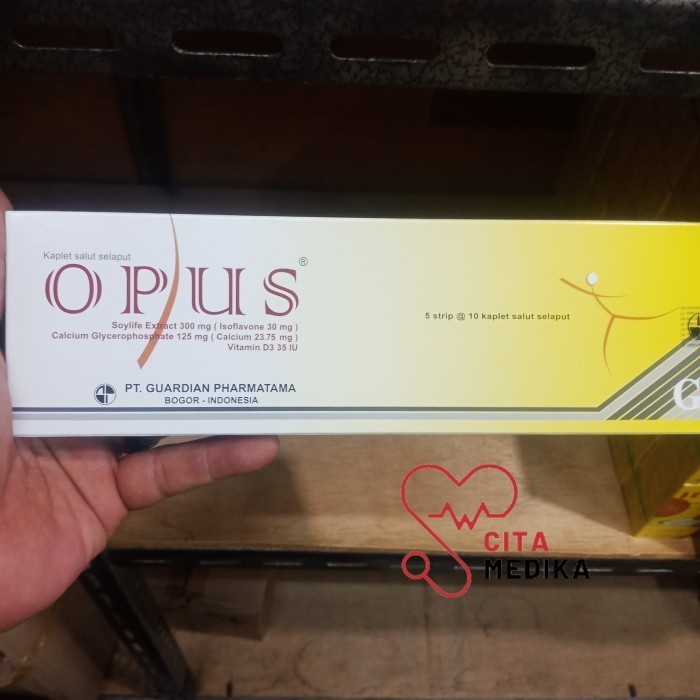 Kaplet salut selaput
OPUS®
Soylife Extract 300 mg ( Isoflavone 30 mg )
Calcium Glycerophosphate 125 mg ( Calcium 23.75 mg )
Vitamin D3 35 IU
5 strip @ 10 kaplet salut selaput
PT. GUARDIAN PHARMATAMA
BOGOR - INDONESIA
G
CITA
MEDIKA